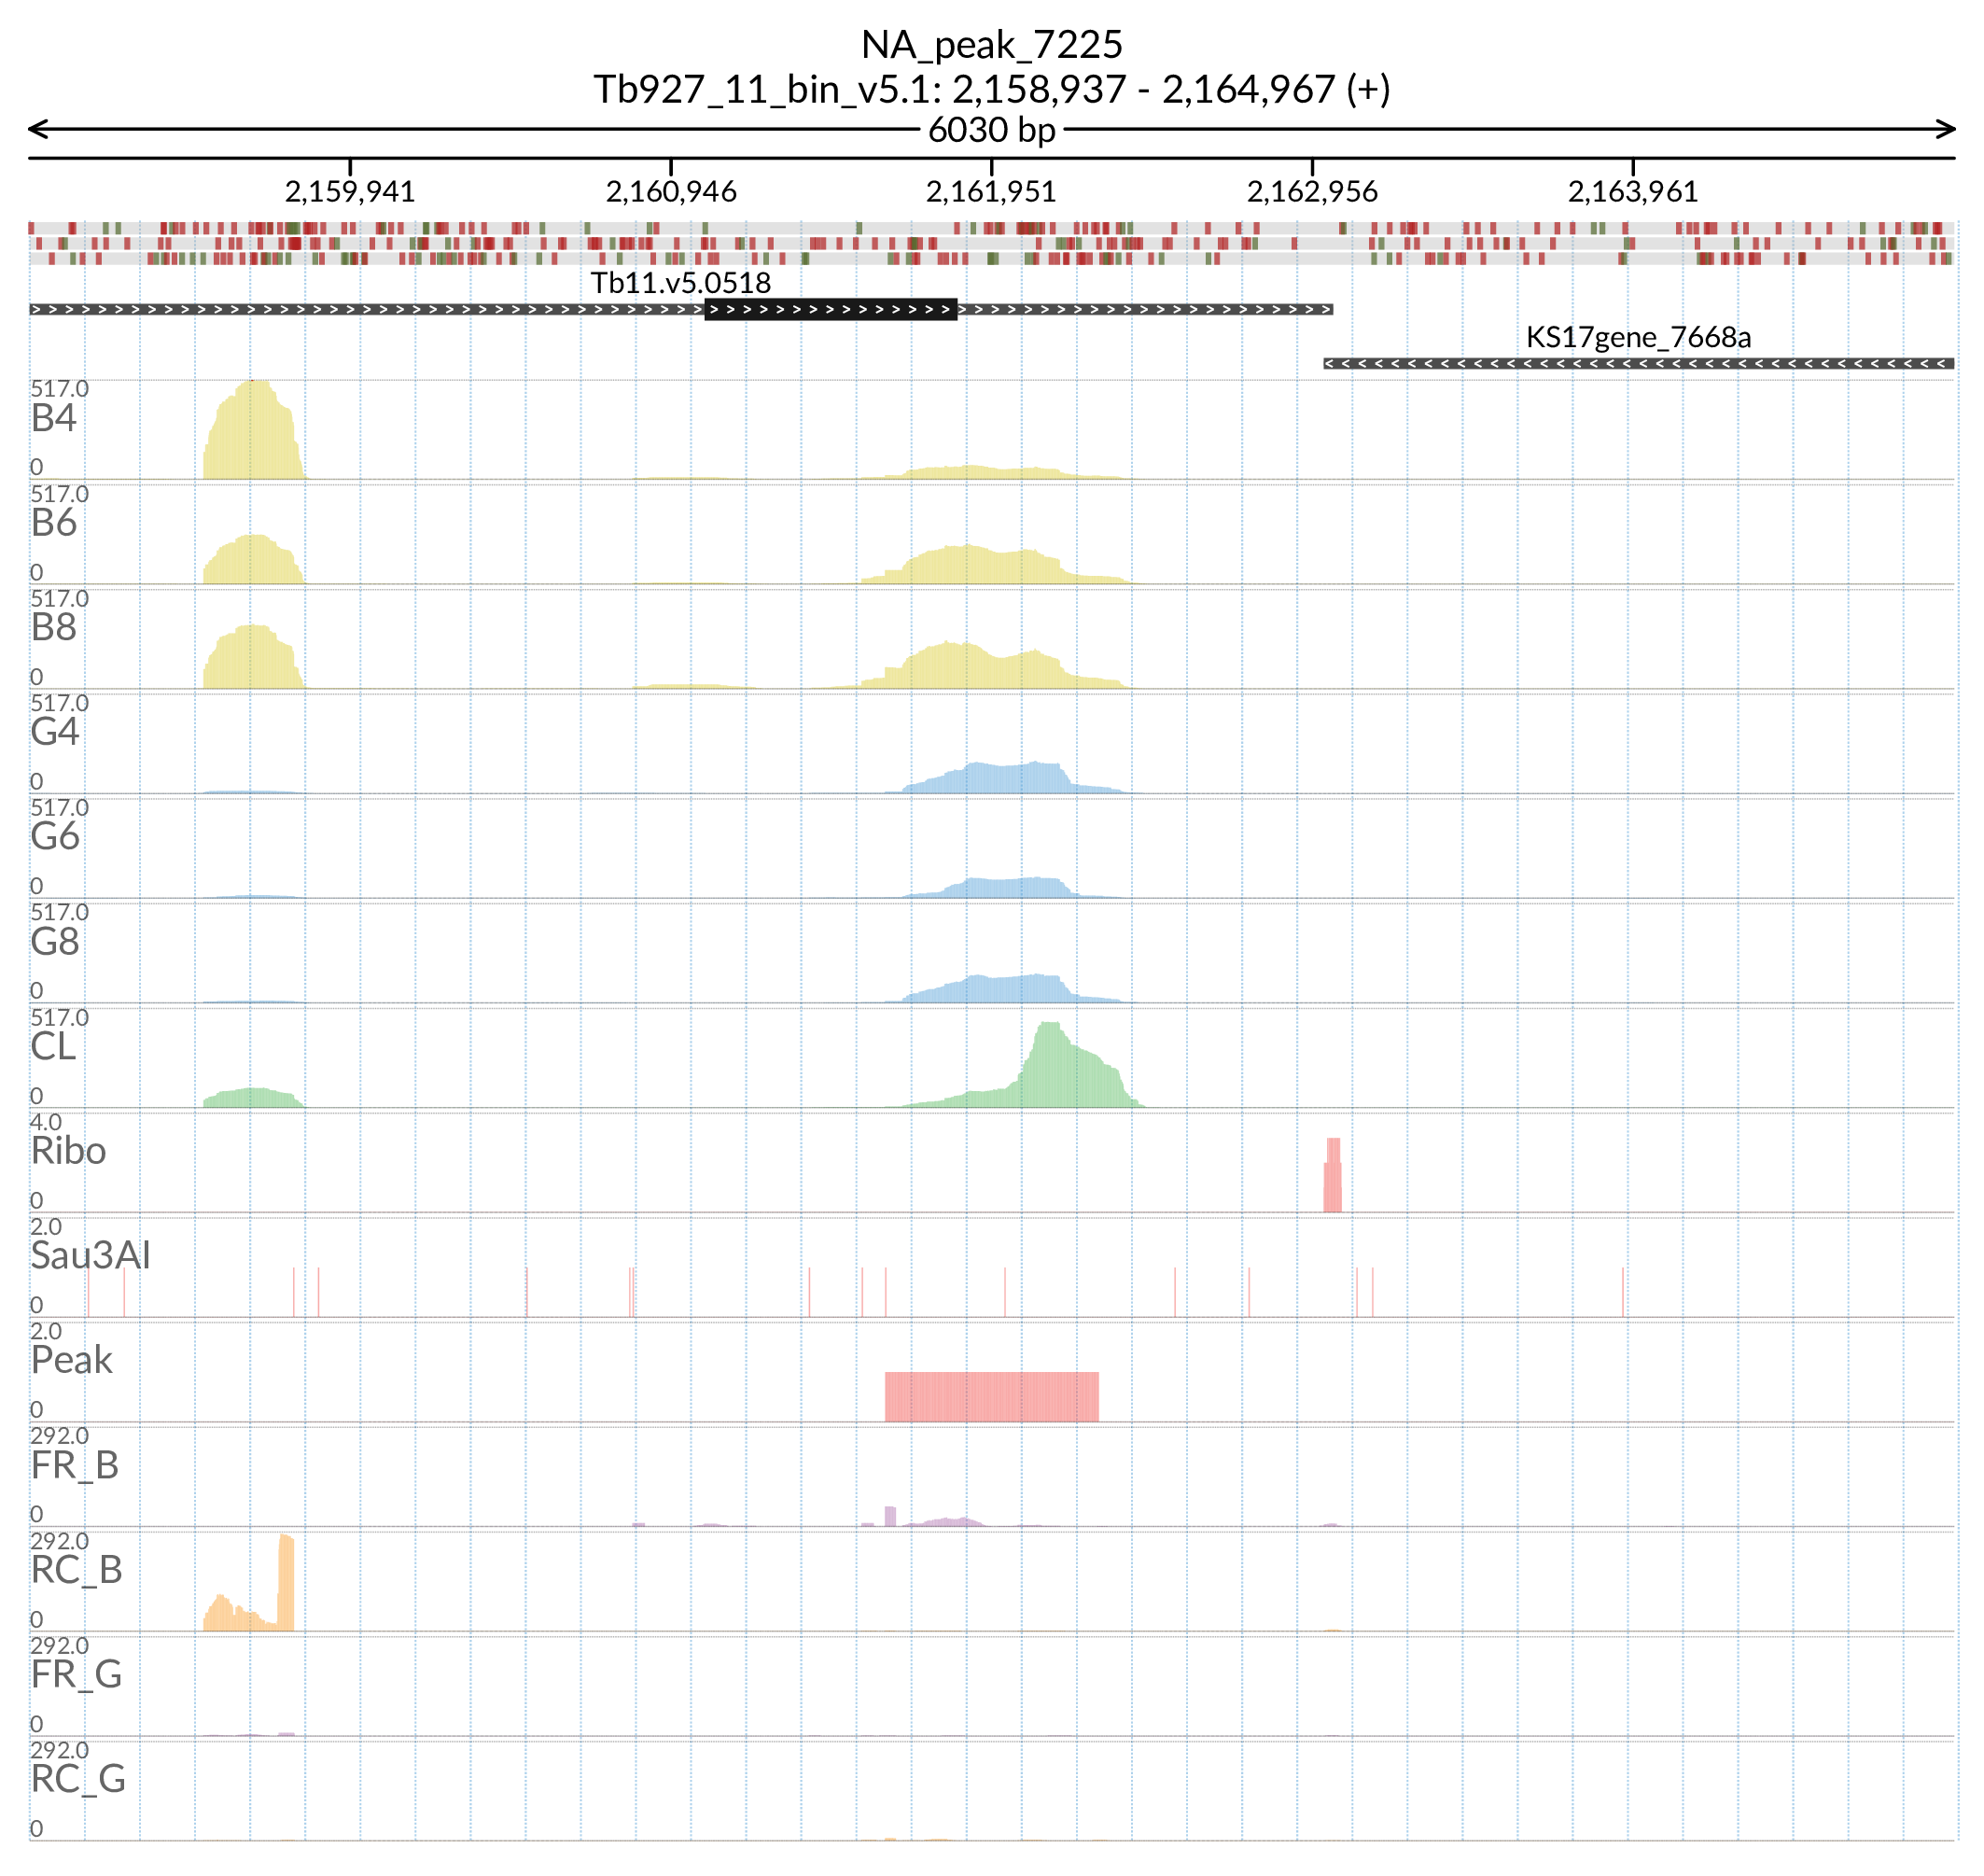 NA_peak_7225
Tb927_11_bin_v5.1: 2,158,937 - 2,164,967 (+)
6030 bp
2,159,941 2,160,946 2,161,951 2,162,956 2,163,961
Tb11.v5.0518
KS17gene_7668a
517.0
B4
0
517.0
B6
0
517.0
B8
0
517.0
G4
0
517.0
G6
0
517.0
G8
0
517.0
CL
0
4.0
Ribo
0
2.0
Sau3AI
0
2.0
Peak
0
292.0
FR_B
0
292.0
RC_B
0
292.0
FR_G
0
292.0
RC_G
0